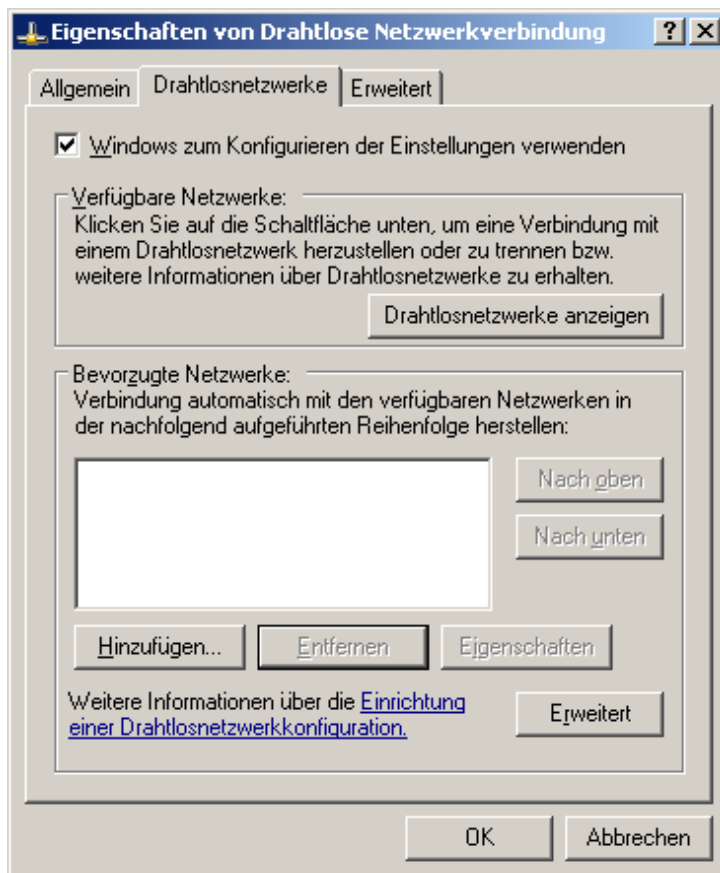 Eigenschaften von Drahtlose Netzwerkverbindung
Allgemein Drahtlosnetzwerke Erweitert
Windows zum Konfigurieren der Einstellungen verwenden
Verfügbare Netzwerke:
Klicken Sie auf die Schaltfläche unten, um eine Verbindung mit
einem Drahtlosnetzwerk herzustellen oder zu trennen bzw.
weitere Informationen über Drahtlosnetzwerke zu erhalten.
Drahtlosnetzwerke anzeigen
Bevorzugte Netzwerke:
Verbindung automatisch mit den verfügbaren Netzwerken in
der nachfolgend aufgeführten Reihenfolge herstellen:
Nach oben
Nach unten
Hinzufügen... Entfernen Eigenschaften
Weitere Informationen über die Einrichtung
einer Drahtlosnetzwerkkonfiguration.
Erweitert
OK Abbrechen